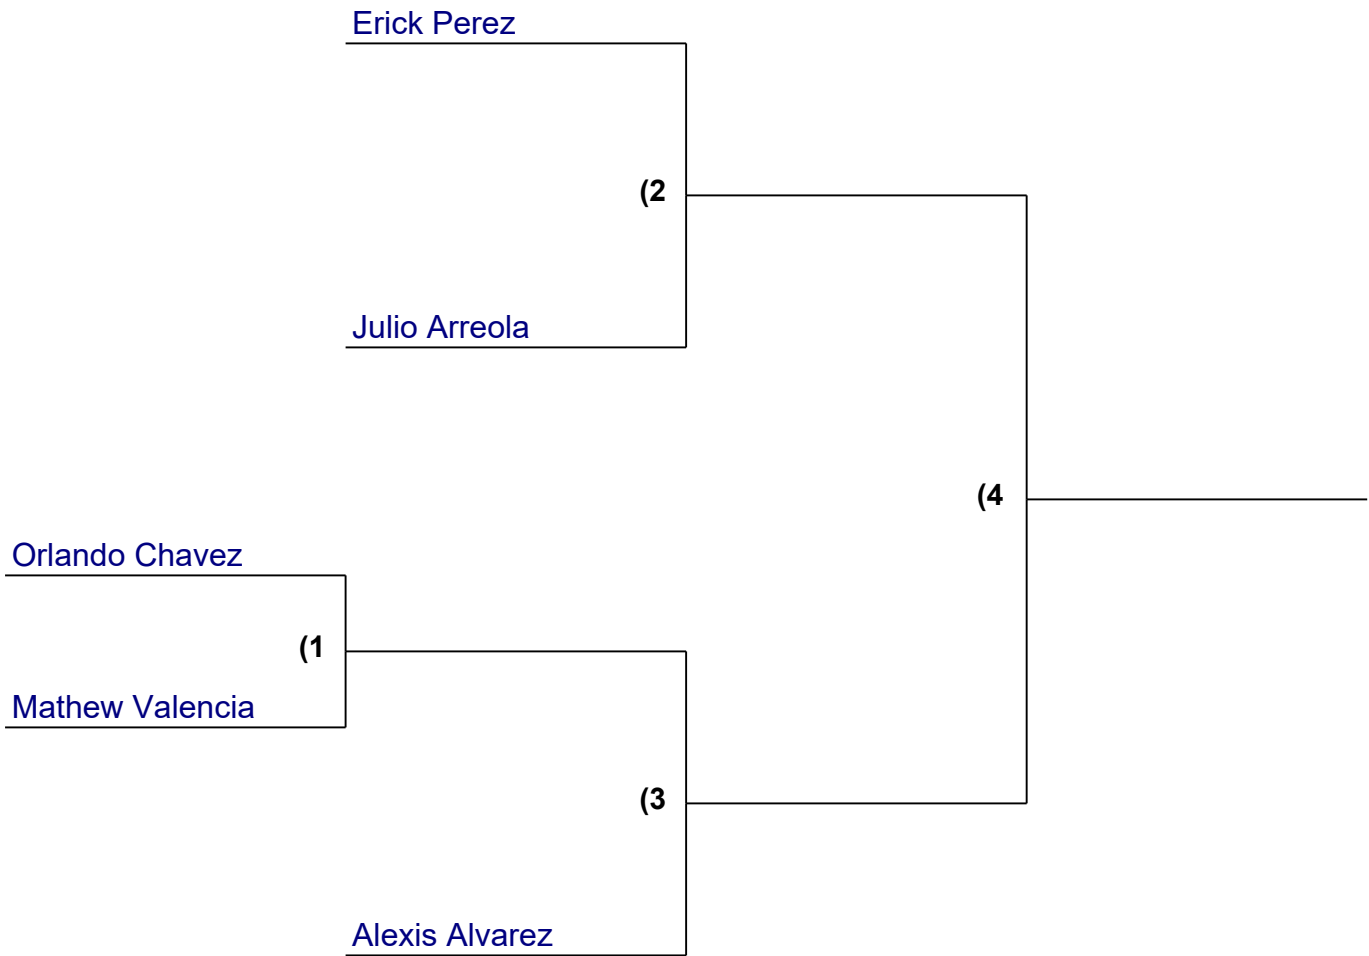 Erick Perez
(2
Julio Arreola
(4
Orlando Chavez
(1
Mathew Valencia
(3
Alexis Alvarez